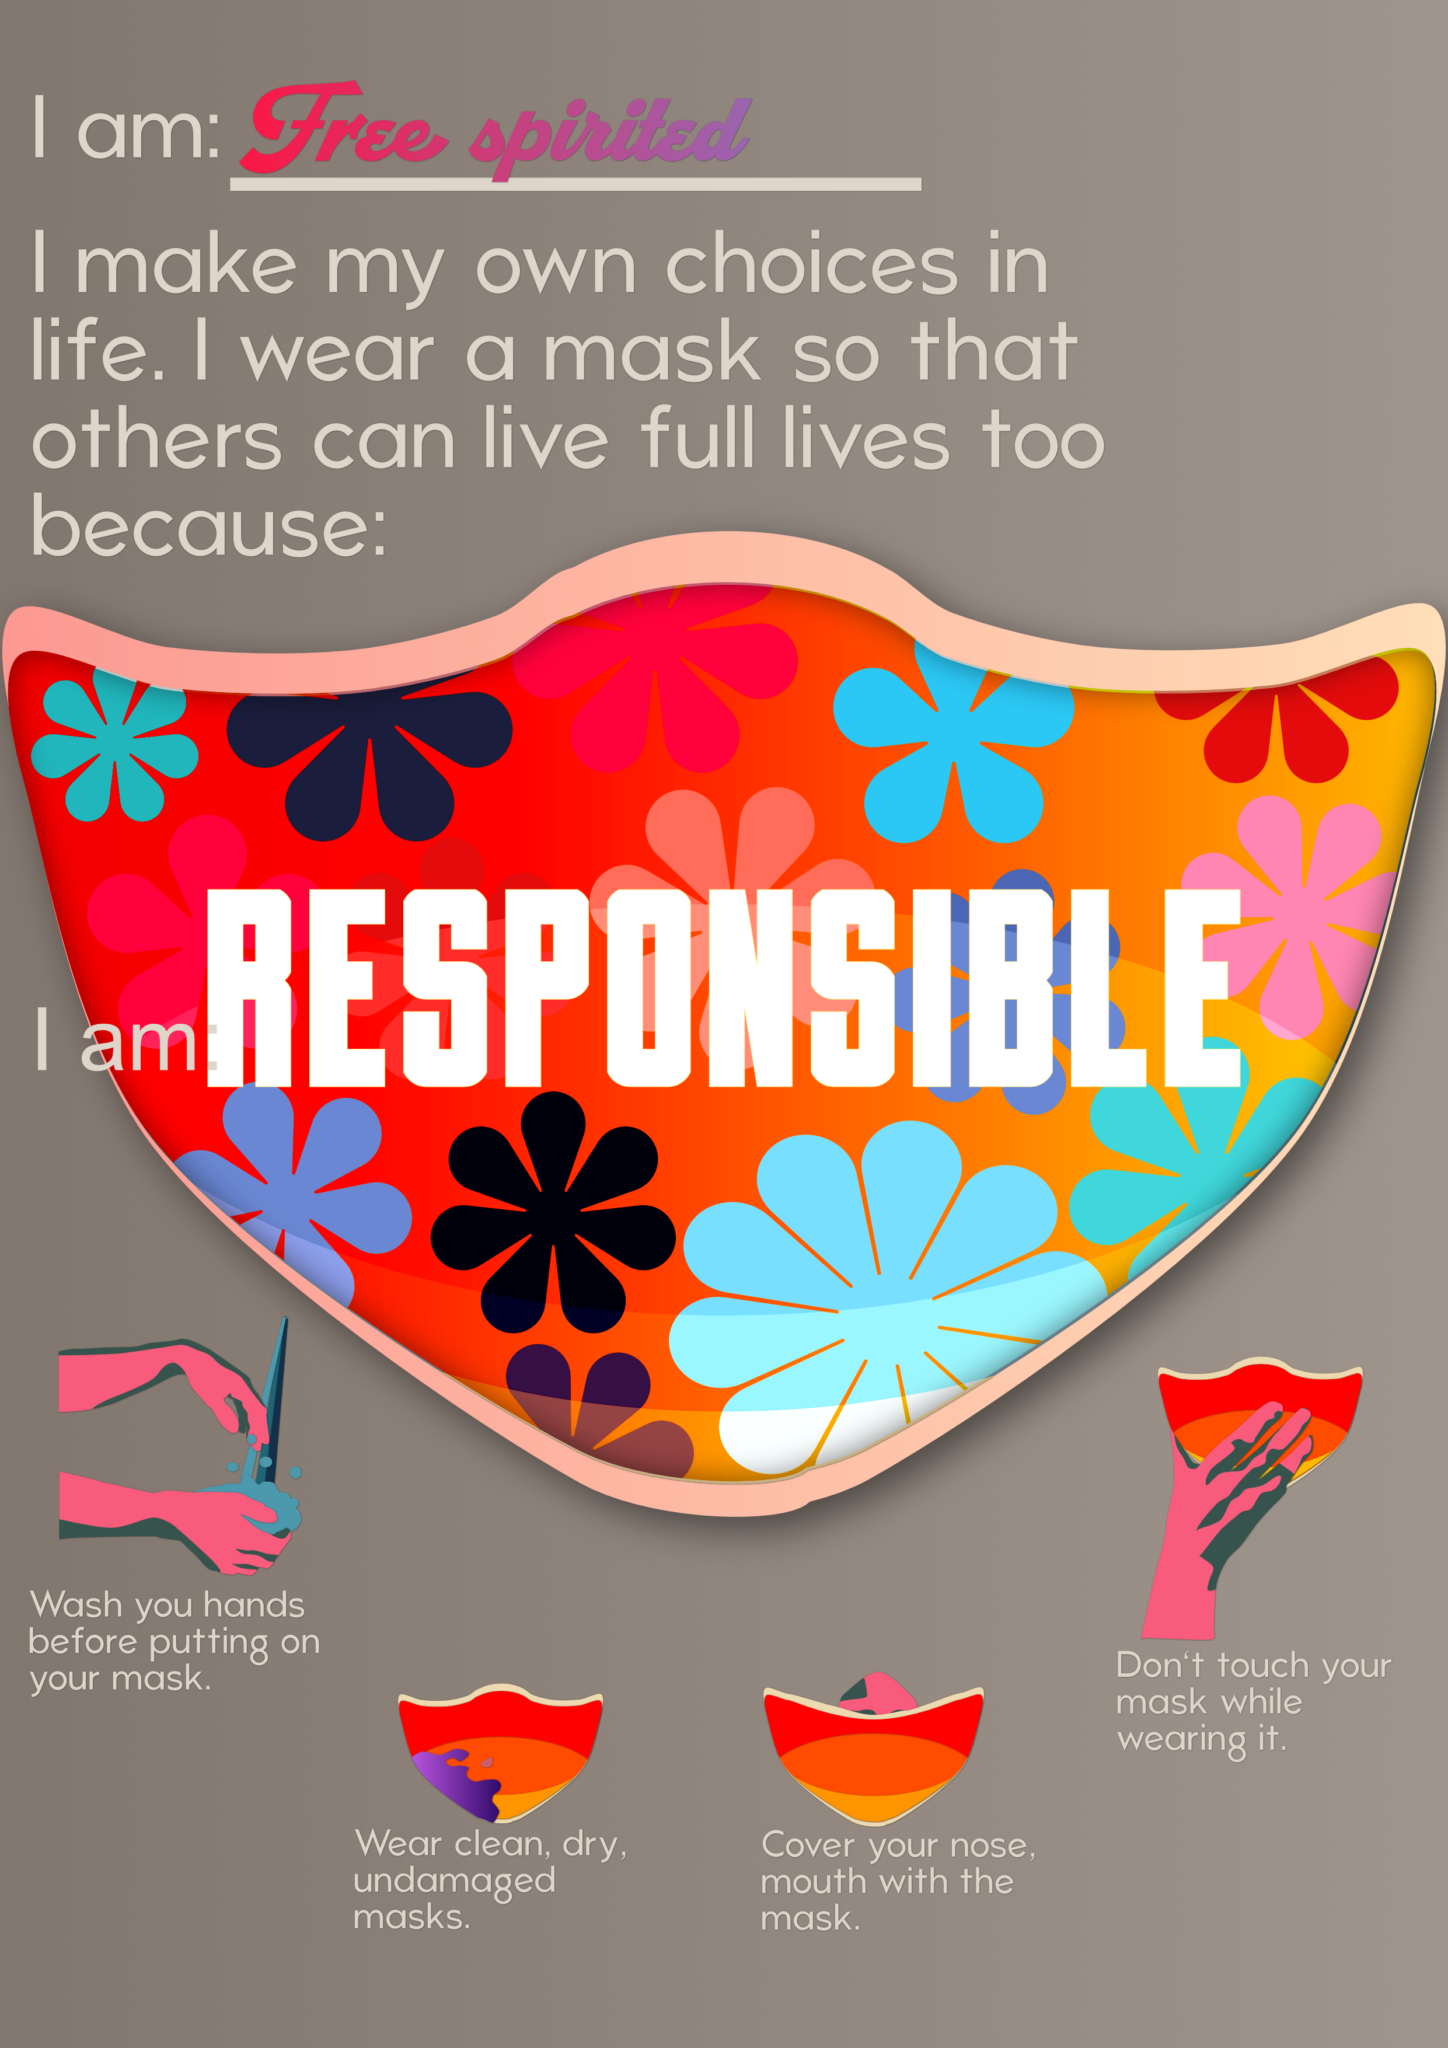 I am: Free spirited
I make my own choices in
life. I wear a mask so that
others can live full lives too
because:
I am: RESPONSIBLE
Wash you hands
before putting on
your mask.
Wear clean, dry,
undamaged
masks.
Cover your nose,
mouth with the
mask.
Don't touch your
mask while
wearing it.